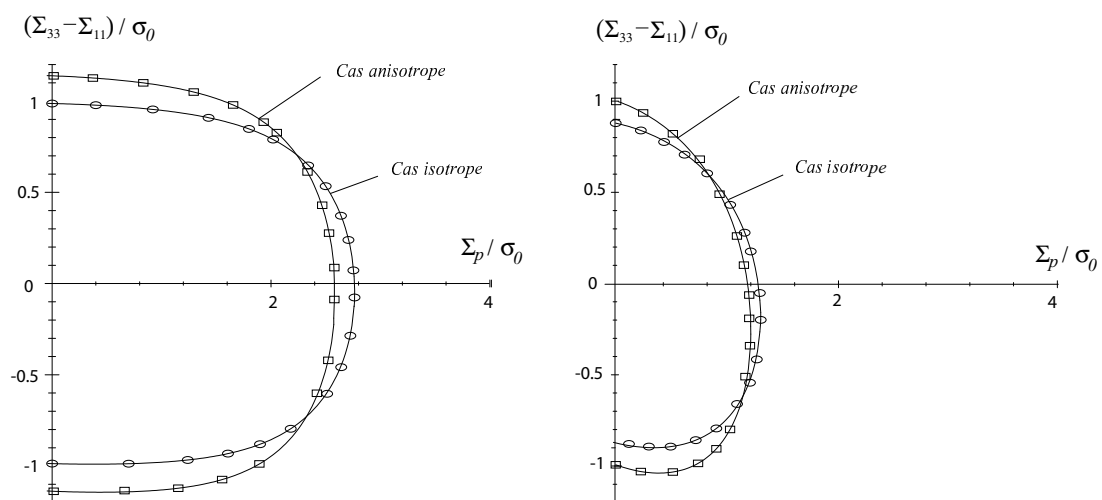 (Σ₃₃−Σ₁₁) / σ₀
Cas anisotrope
1
Cas isotrope
0.5
Σₚ / σ₀
0
2
4
-0.5
-1
(Σ₃₃−Σ₁₁) / σ₀
Cas anisotrope
1
Cas isotrope
0.5
Σₚ / σ₀
0
2
4
-0.5
-1